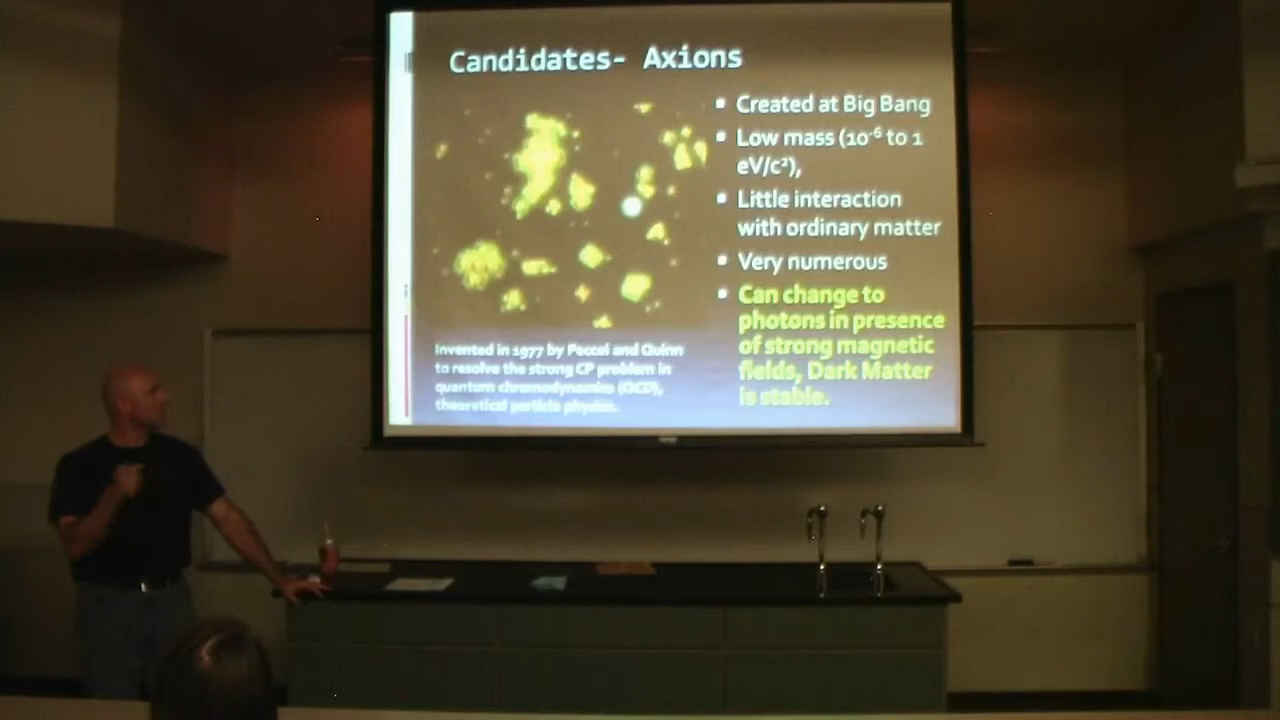 Candidates- Axions
▪ Created at Big Bang
▪ Low mass (10⁻⁶ to 1
eV/c²),
▪ Little interaction
with ordinary matter
▪ Very numerous
▪ Can change to
photons in presence
of strong magnetic
fields, Dark Matter
is stable.
Invented in 1977 by Peccei and Quinn
to resolve the strong CP problem in
quantum chromodynamics (QCD),
theoretical particle physics.